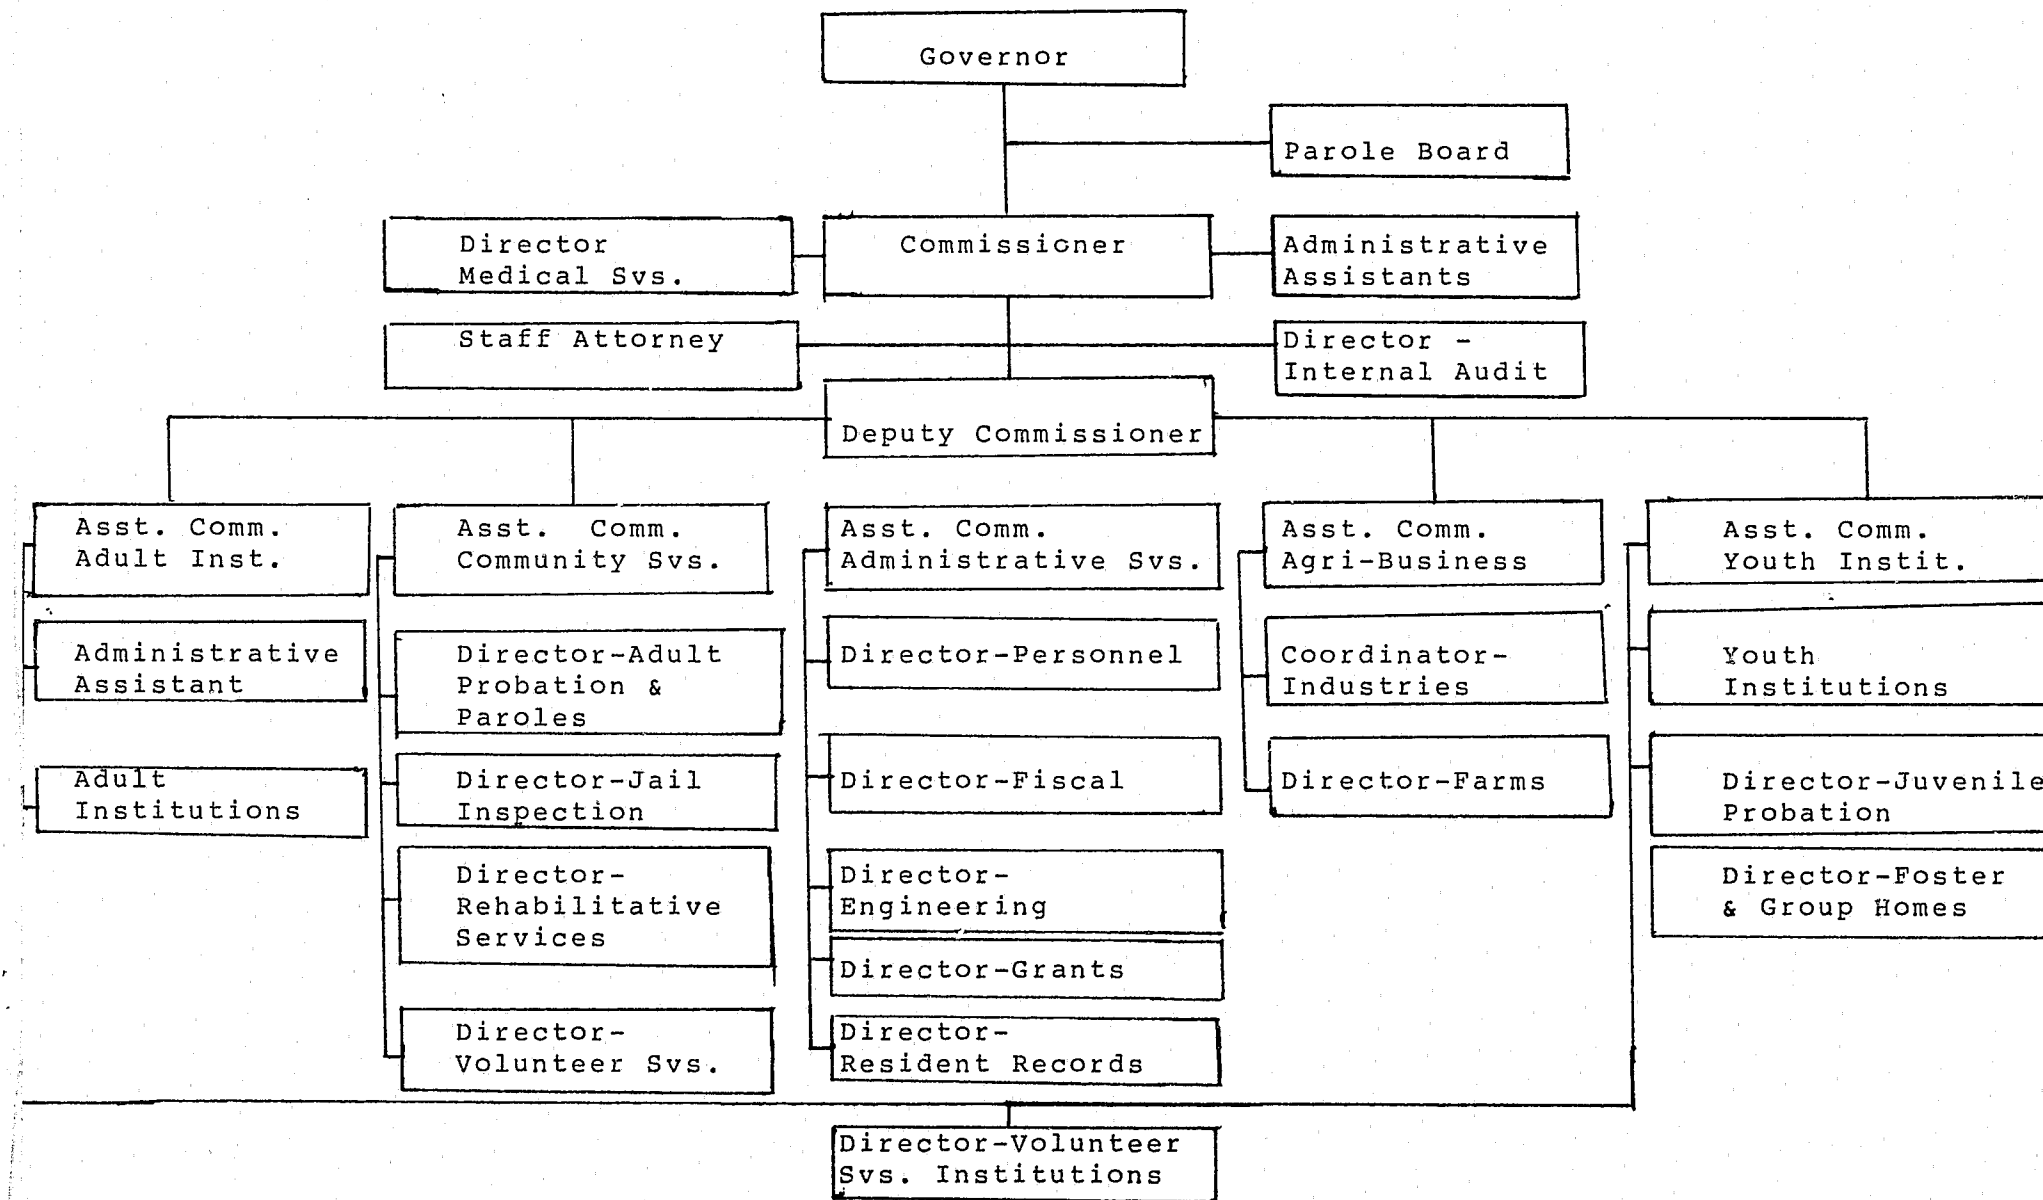 Governor
Parole Board
Director
Medical Svs.
Commissioner
Administrative
Assistants
Staff Attorney
Director -
Internal Audit
Deputy Commissioner
Asst. Comm.
Adult Inst.
Asst. Comm.
Community Svs.
Asst. Comm.
Administrative Svs.
Asst. Comm.
Agri-Business
Asst. Comm.
Youth Instit.
Administrative
Assistant
Director-Adult
Probation &
Paroles
Director-Personnel
Coordinator-
Industries
Youth
Institutions
Adult
Institutions
Director-Jail
Inspection
Director-Fiscal
Director-Farms
Director-Juvenile
Probation
Director-
Rehabilitative
Services
Director-
Engineering
Director-Foster
& Group Homes
Director-Grants
Director-
Volunteer Svs.
Director-
Resident Records
Director-Volunteer
Svs. Institutions